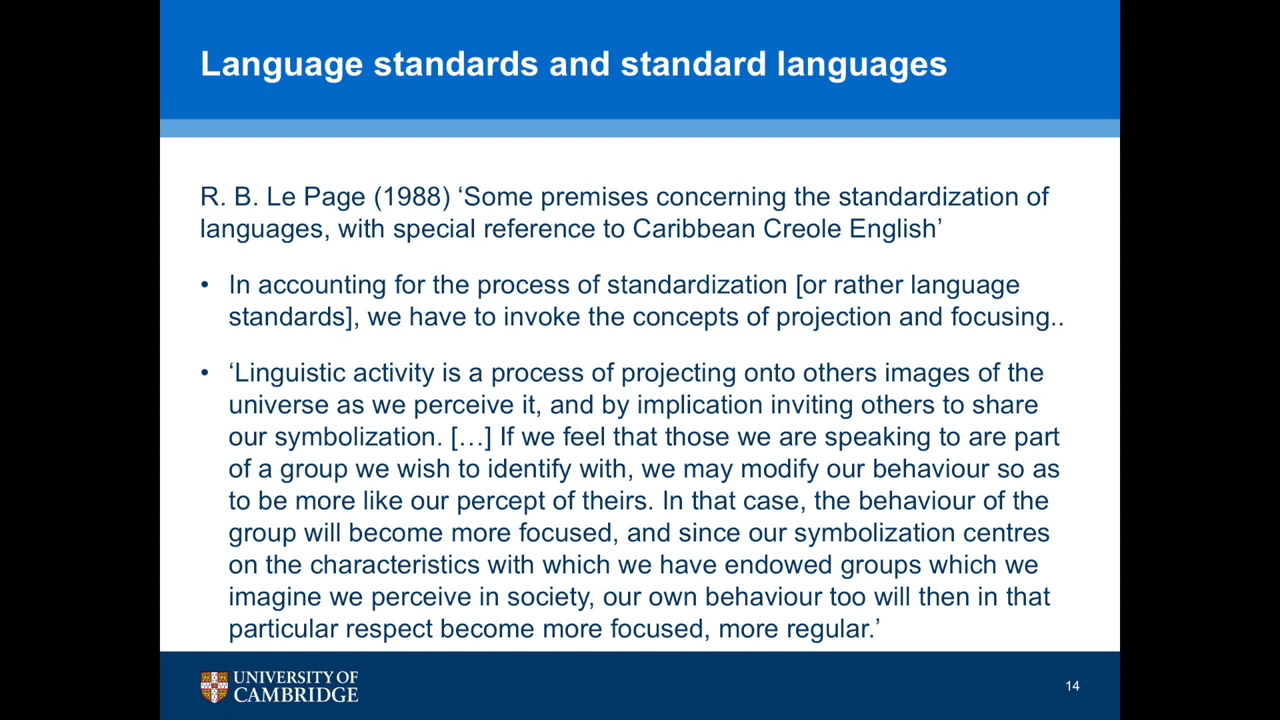 Language standards and standard languages
R. B. Le Page (1988) ‘Some premises concerning the standardization of
languages, with special reference to Caribbean Creole English’
• In accounting for the process of standardization [or rather language
standards], we have to invoke the concepts of projection and focusing..
• ‘Linguistic activity is a process of projecting onto others images of the
universe as we perceive it, and by implication inviting others to share
our symbolization. […] If we feel that those we are speaking to are part
of a group we wish to identify with, we may modify our behaviour so as
to be more like our percept of theirs. In that case, the behaviour of the
group will become more focused, and since our symbolization centres
on the characteristics with which we have endowed groups which we
imagine we perceive in society, our own behaviour too will then in that
particular respect become more focused, more regular.’
UNIVERSITY OF
CAMBRIDGE
14